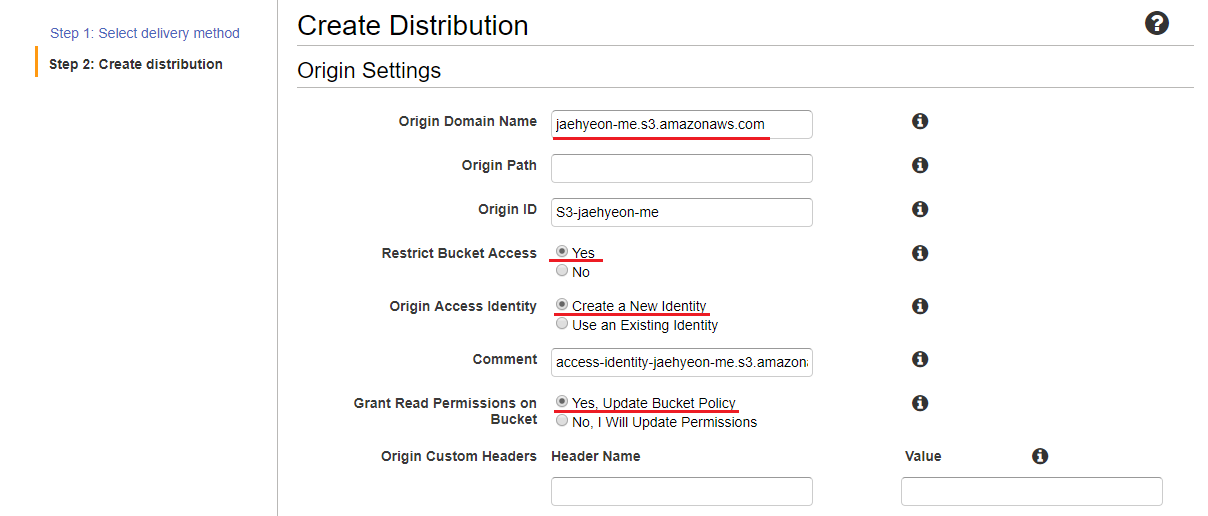 Step 1: Select delivery method
Step 2: Create distribution
Create Distribution
Origin Settings
Origin Domain Name jaehyeon-me.s3.amazonaws.com
Origin Path
Origin ID S3-jaehyeon-me
Restrict Bucket Access Yes
No
Origin Access Identity Create a New Identity
Use an Existing Identity
Comment access-identity-jaehyeon-me.s3.amazon
Grant Read Permissions on Bucket Yes, Update Bucket Policy
No, I Will Update Permissions
Origin Custom Headers Header Name Value